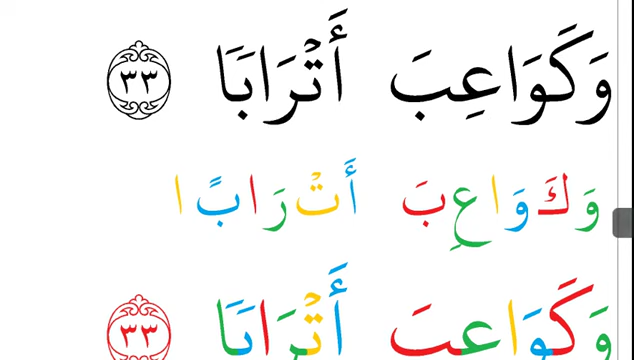 وَكَوَاعِبَ أَتْرَابَا ٣٣
وَ كَ وَ ا عِ بَ أَ تْ رَ ا بً ا
وَكَوَاعِبَ أَتْرَابَا ٣٣